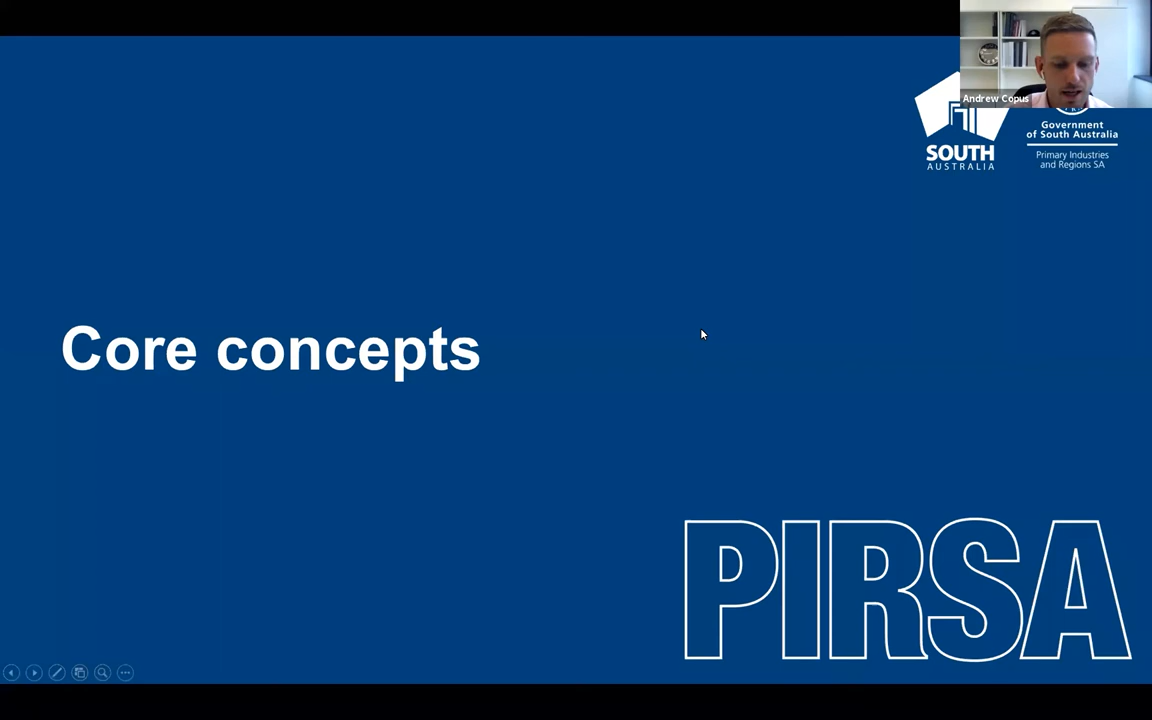 Andrew Copus
SOUTH
AUSTRALIA
Government
of South Australia
Primary Industries
and Regions SA
Core concepts
PIRSA